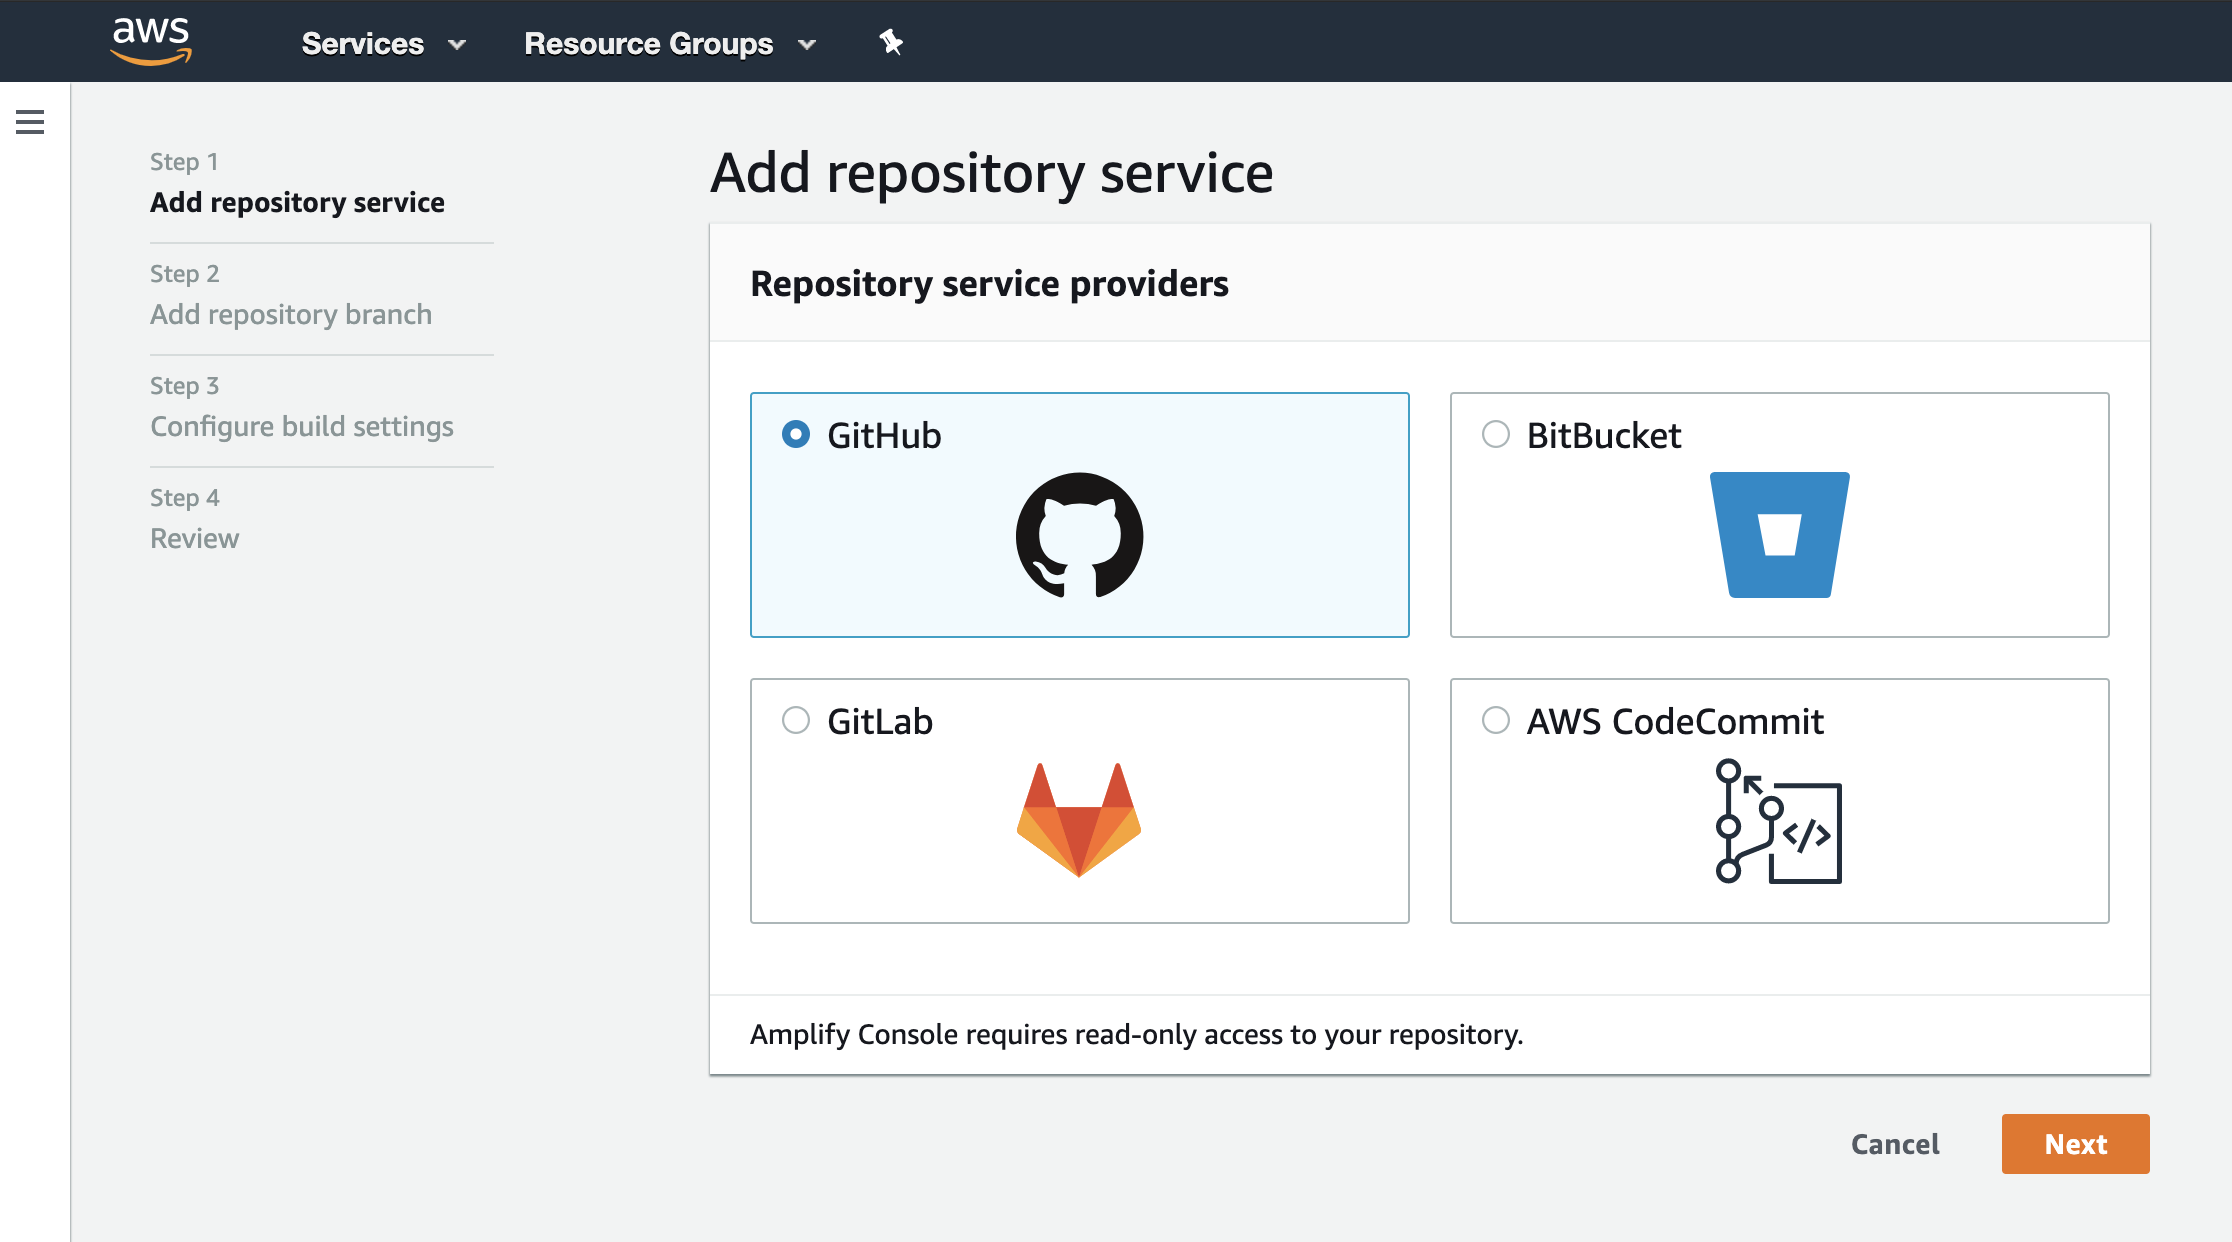 aws
Services
Resource Groups
Step 1
Add repository service
Step 2
Add repository branch
Step 3
Configure build settings
Step 4
Review
Add repository service
Repository service providers
GitHub
BitBucket
GitLab
AWS CodeCommit
</>
Amplify Console requires read-only access to your repository.
Cancel
Next